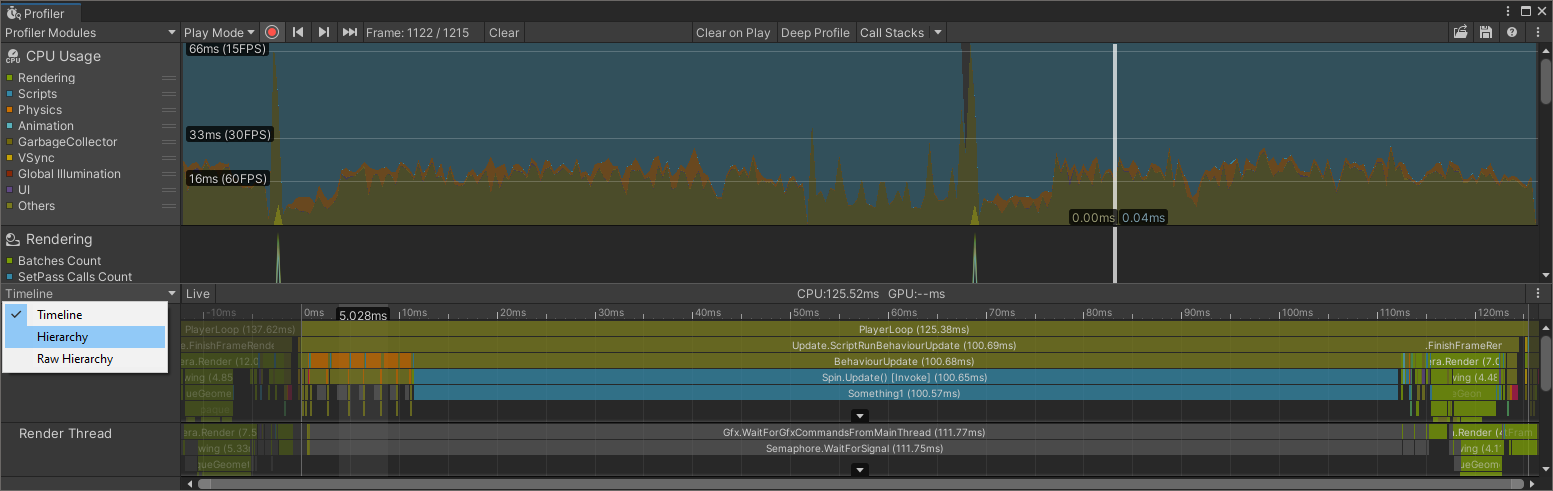 Profiler
Profiler Modules
Play Mode
Frame: 1122 / 1215
Clear
Clear on Play
Deep Profile
Call Stacks
CPU Usage
CPU
Rendering
Scripts
Physics
Animation
GarbageCollector
VSync
Global Illumination
UI
Others
66ms (15FPS)
33ms (30FPS)
16ms (60FPS)
0.00ms 0.04ms
Rendering
Batches Count
SetPass Calls Count
Timeline
Live
CPU:125.52ms GPU:--ms
Timeline
Hierarchy
Raw Hierarchy
-10ms 0ms 5.028ms 10ms 20ms 30ms 40ms 50ms 60ms 70ms 80ms 90ms 100ms 110ms 120ms
PlayerLoop (137.62ms) PlayerLoop (125.38ms)
e.FinishFrameRende Update.ScriptRunBehaviourUpdate (100.69ms) .FinishFrameRer
era.Render (12.0 BehaviourUpdate (100.68ms) era.Render (7.0
wing (4.85 Spin.Update() [Invoke] (100.65ms) wing (4.48
ueGeome Something1 (100.57ms) eGeon
Render Thread
era.Render (7.5 Gfx.WaitForGfxCommandsFromMainThread (111.77ms) .Render (4 tFram
wing (5.33m Semaphore.WaitForSignal (111.75ms) wing (4.1
ueGeomet ueGeom